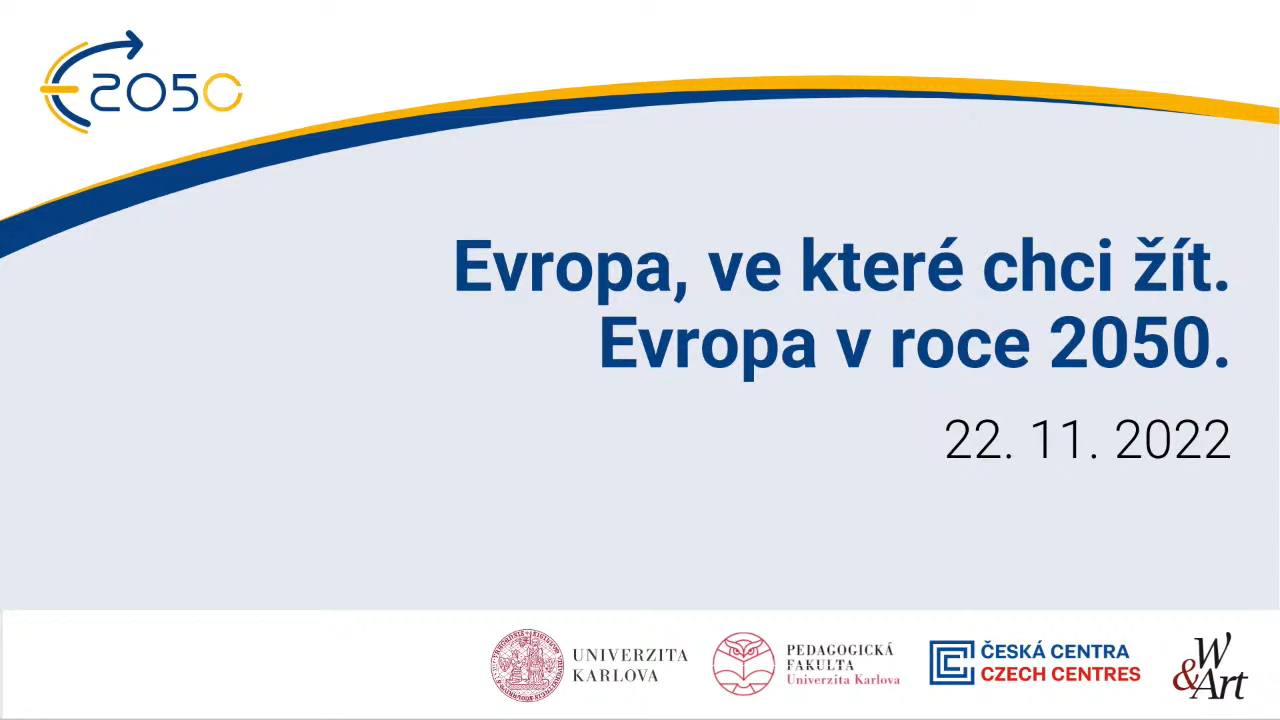 2050
Evropa, ve které chci žít.
Evropa v roce 2050.
22. 11. 2022
UNIVERZITA
KARLOVA
PEDAGOGICKÁ
FAKULTA
Univerzita Karlova
ČESKÁ CENTRA
CZECH CENTRES
W
&Art